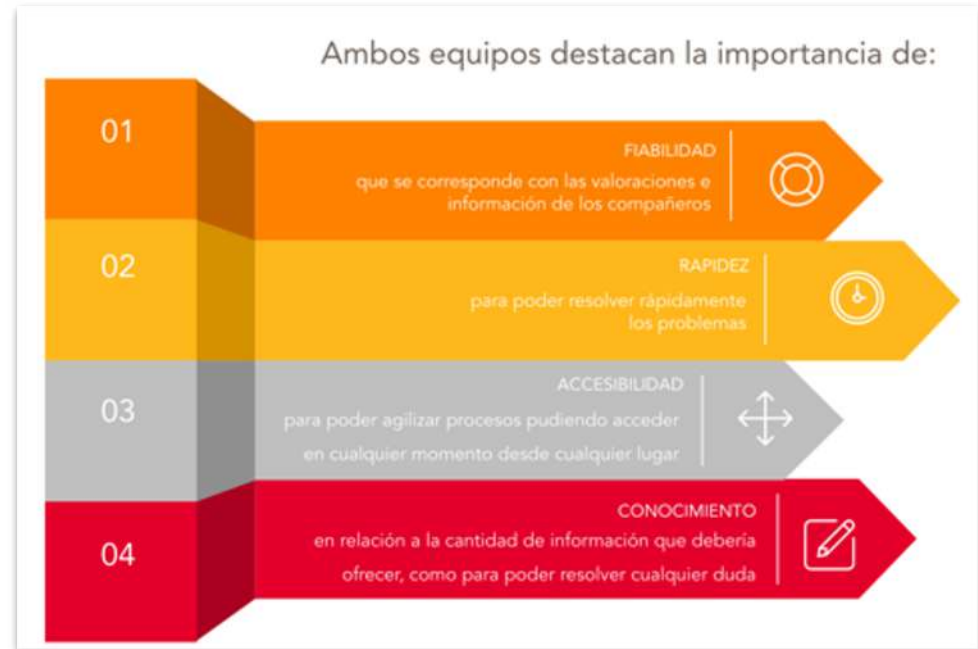 Ambos equipos destacan la importancia de:
01
FIABILIDAD
que se corresponde con las valoraciones e
información de los compañeros
02
RAPIDEZ
para poder resolver rápidamente
los problemas
03
ACCESIBILIDAD
para poder agilizar procesos pudiendo acceder
en cualquier momento desde cualquier lugar
04
CONOCIMIENTO
en relación a la cantidad de información que debería
ofrecer, como para poder resolver cualquier duda